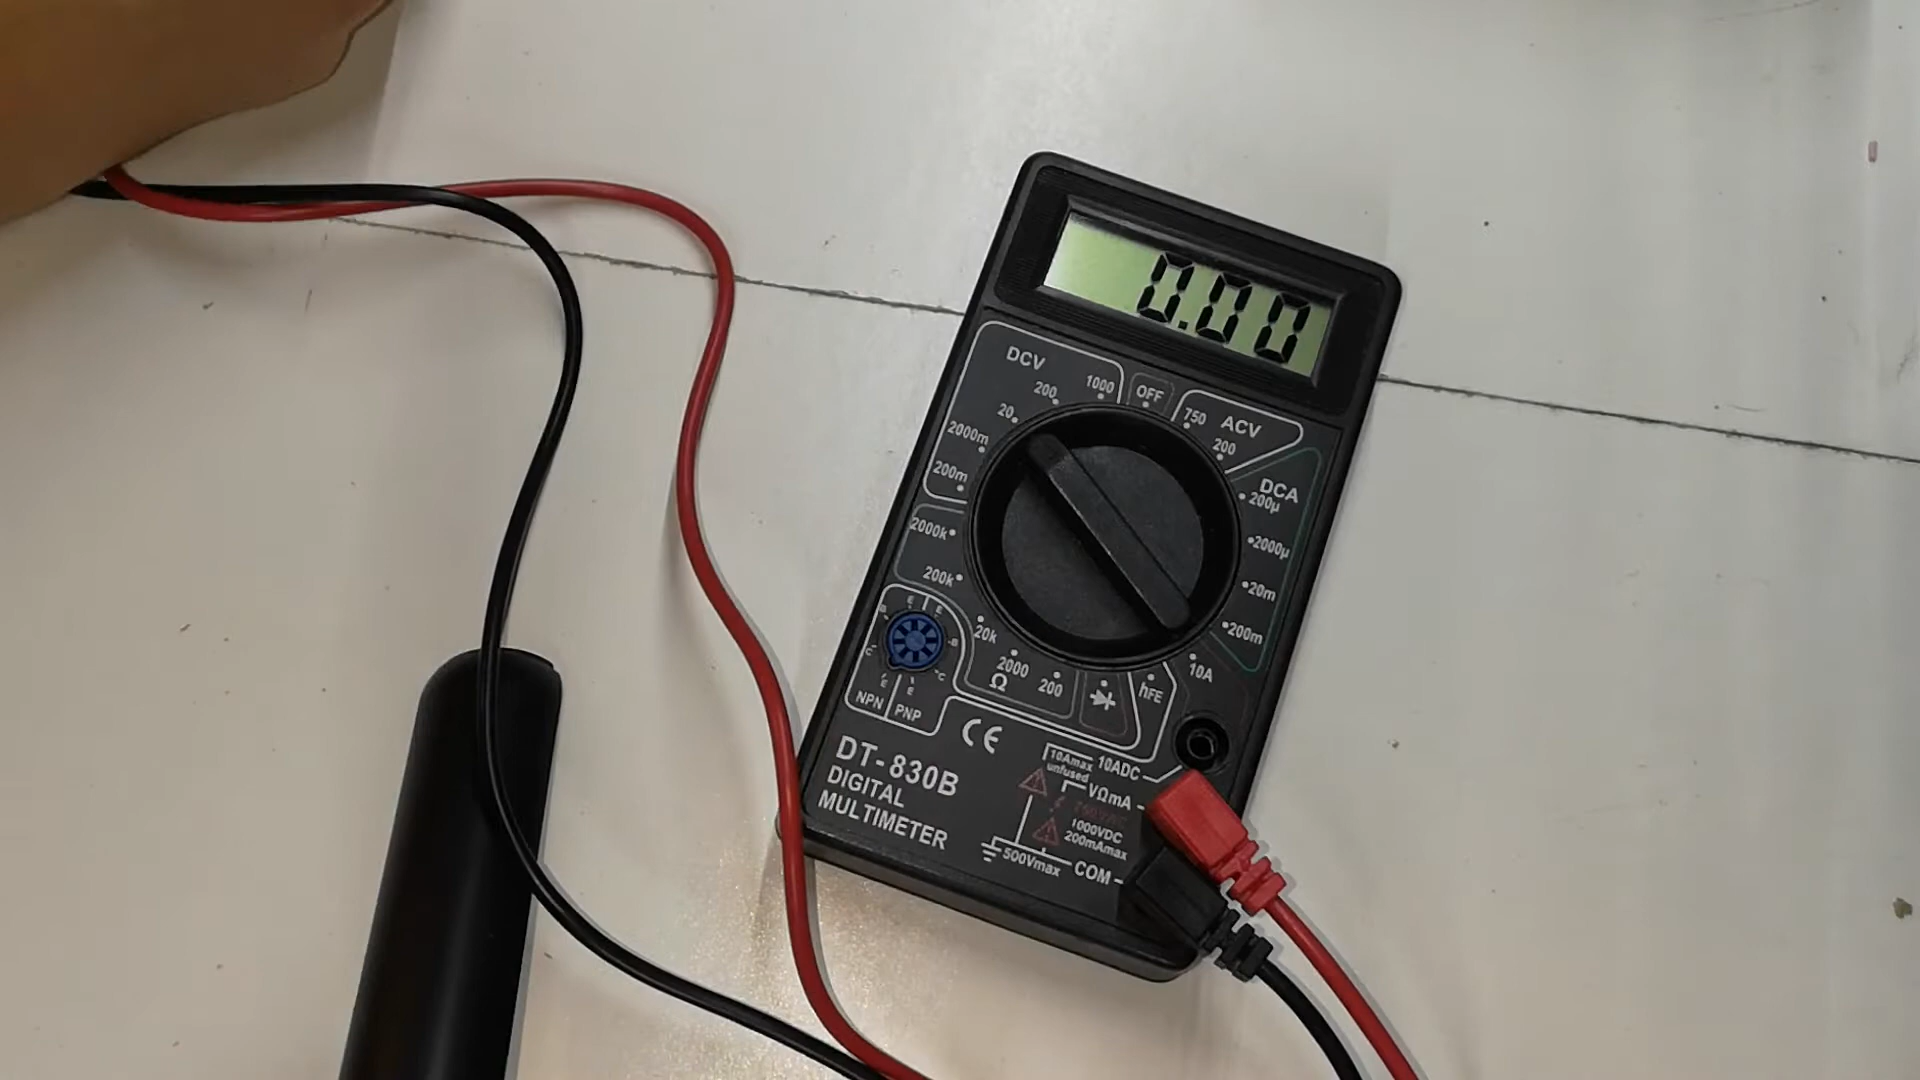 0.00
DCV
200
1000
OFF
750
ACV
20
200
2000m
200m
DCA
200µ
2000k
2000µ
200k
20m
20k
200m
2000
Ω
200
hFE
10A
E
E
B
B
C
C
E
E
NPN
PNP
CE
DT-830B
DIGITAL
MULTIMETER
10Amax
unfused
10ADC
VΩmA
1000VDC
200mAmax
500Vmax
COM